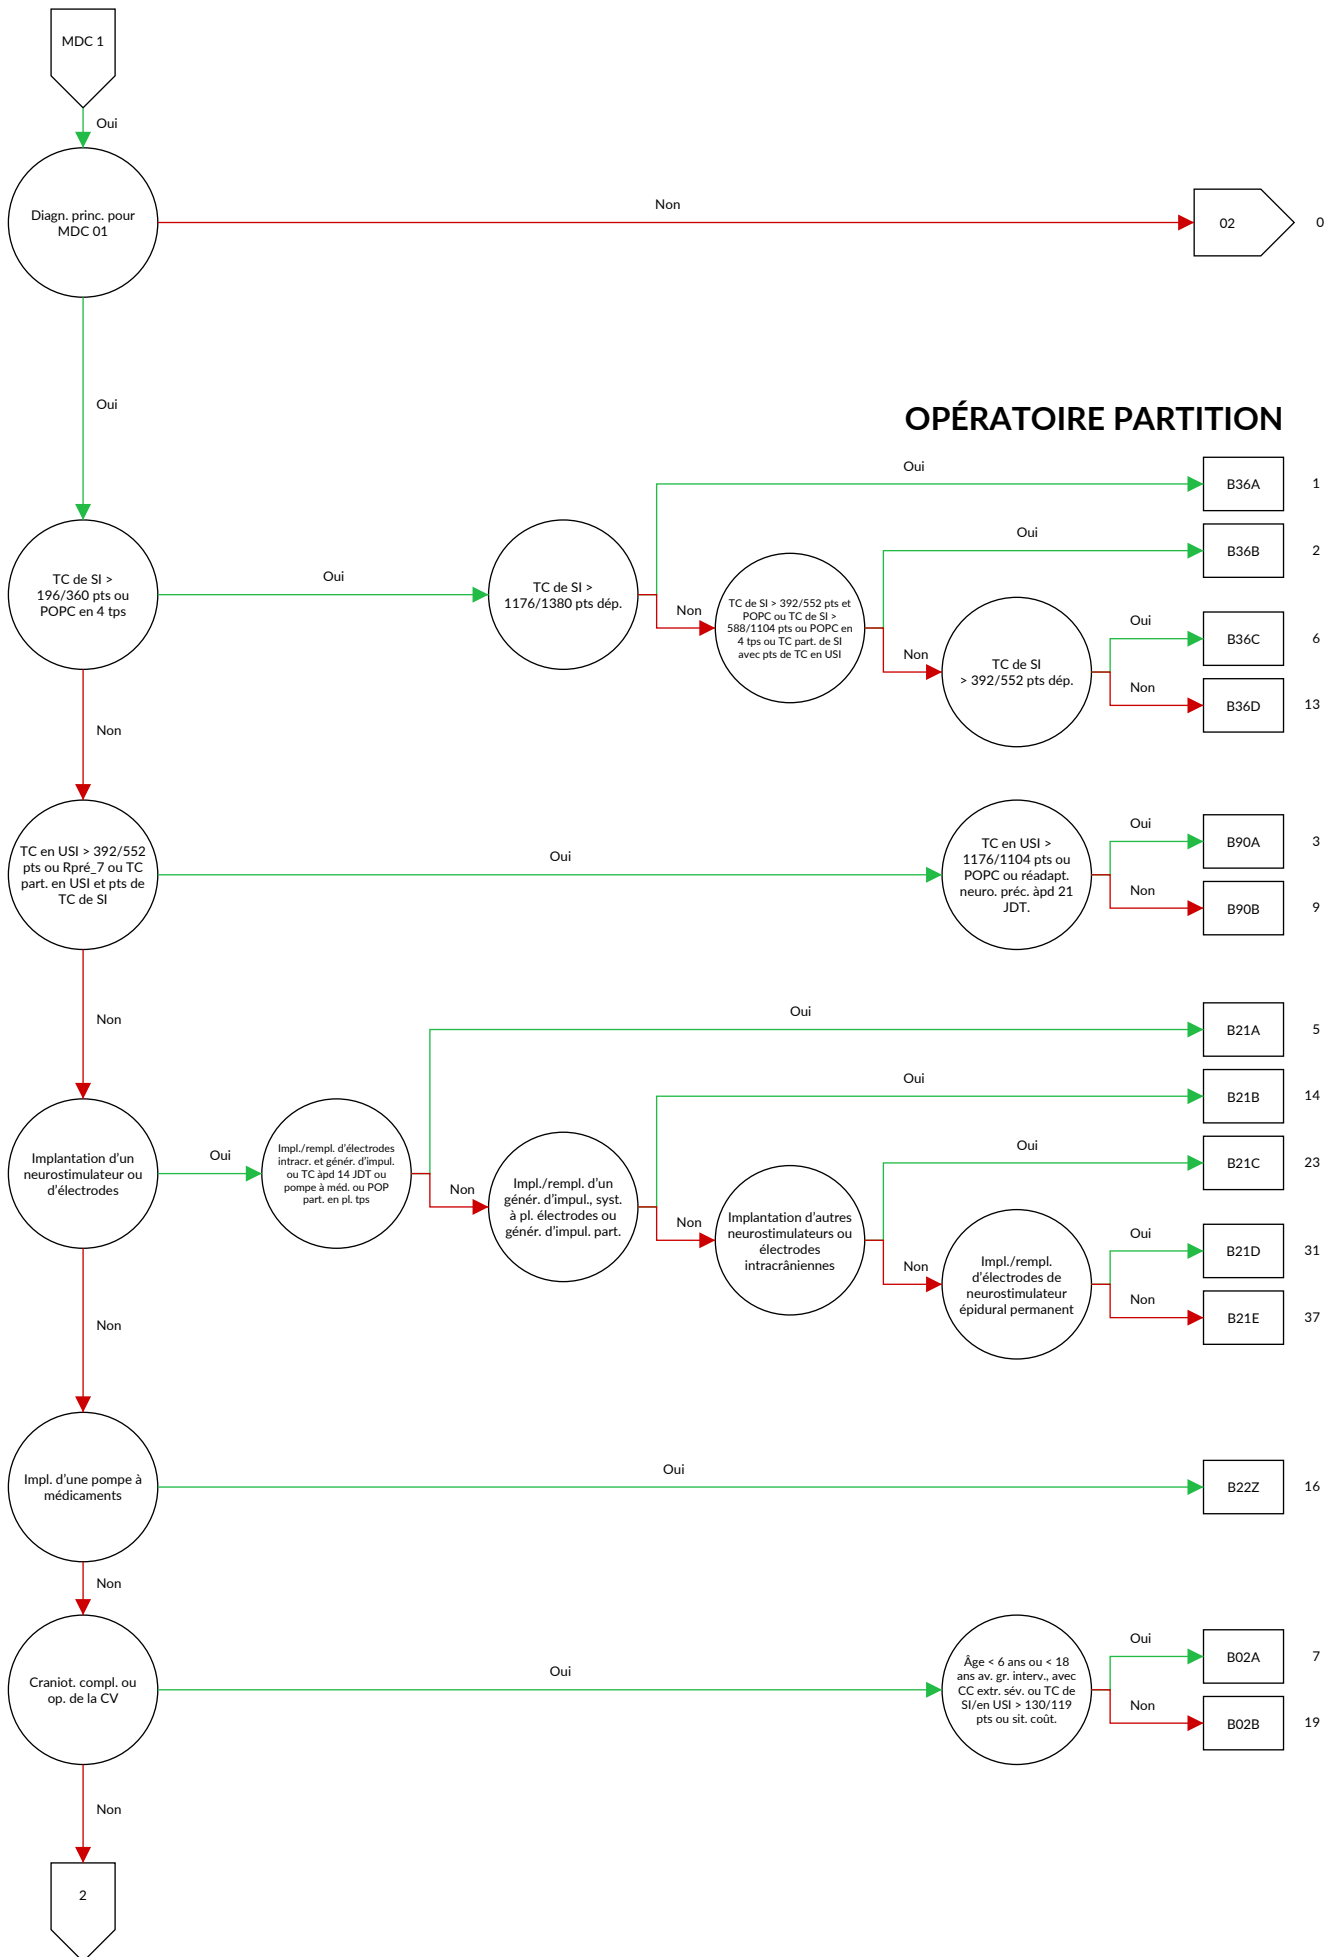 MDC 1
Oui
Diagn. princ. pour
MDC 01
Non
02
0
Oui
OPÉRATOIRE PARTITION
TC de SI >
196/360 pts ou
POPC en 4 tps
Oui
TC de SI >
1176/1380 pts dép.
Oui
B36A
1
Non
TC de SI > 392/552 pts et
POPC ou TC de SI >
588/1104 pts ou POPC en
4 tps ou TC part. de SI
avec pts de TC en USI
Oui
B36B
2
Non
TC de SI
> 392/552 pts dép.
Oui
B36C
6
Non
B36D
13
Non
TC en USI > 392/552
pts ou Rpré_7 ou TC
part. en USI et pts de
TC de SI
Oui
TC en USI >
1176/1104 pts ou
POPC ou réadapt.
neuro. préc. àpd 21
JDT.
Oui
B90A
3
Non
B90B
9
Non
Implantation d'un
neurostimulateur ou
d'électrodes
Oui
Impl./rempl. d'électrodes
intracr. et génér. d'impul.
ou TC àpd 14 JDT ou
pompe à méd. ou POP
part. en pl. tps
Oui
B21A
5
Non
Impl./rempl. d'un
génér. d'impul., syst.
à pl. électrodes ou
génér. d'impul. part.
Oui
B21B
14
Non
Implantation d'autres
neurostimulateurs ou
électrodes
intracrâniennes
Oui
B21C
23
Non
Impl./rempl.
d'électrodes de
neurostimulateur
épidural permanent
Oui
B21D
31
Non
B21E
37
Non
Impl. d'une pompe à
médicaments
Oui
B22Z
16
Non
Craniot. compl. ou
op. de la CV
Oui
Âge < 6 ans ou < 18
ans av. gr. interv., avec
CC extr. sév. ou TC de
SI/en USI > 130/119
pts ou sit. coût.
Oui
B02A
7
Non
B02B
19
Non
2